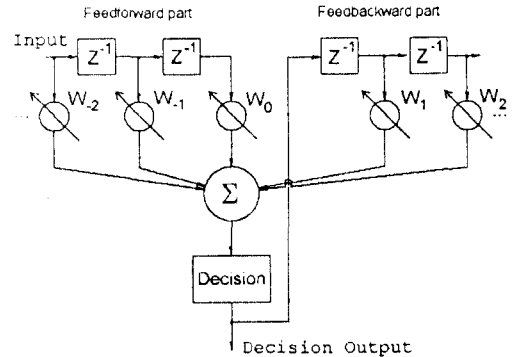 Feedforward part
Feedbackward part
Input
Z⁻¹
Z⁻¹
Z⁻¹
Z⁻¹
W₋₂
W₋₁
W₀
W₁
W₂
...
...
Σ
Decision
Decision Output